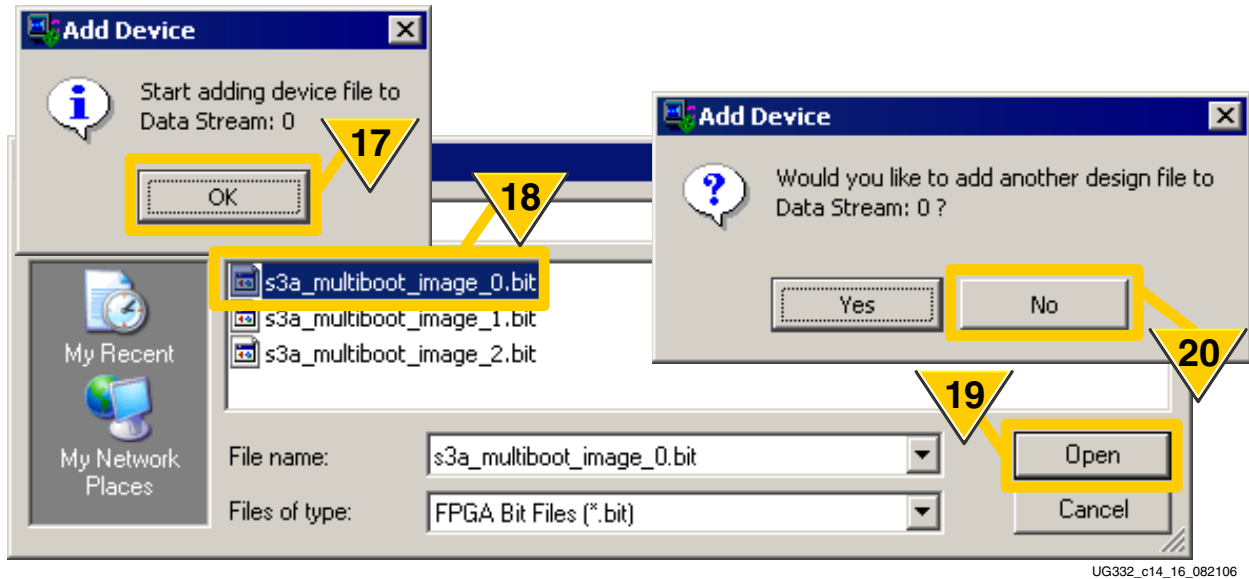 Add Device
Start adding device file to
Data Stream: 0
17
OK
18
Add Device
Would you like to add another design file to
Data Stream: 0 ?
Yes
No
20
s3a_multiboot_image_0.bit
s3a_multiboot_image_1.bit
s3a_multiboot_image_2.bit
My Recent
My Network
Places
19
File name:
s3a_multiboot_image_0.bit
Open
Files of type:
FPGA Bit Files (*.bit)
Cancel
UG332_c14_16_082106